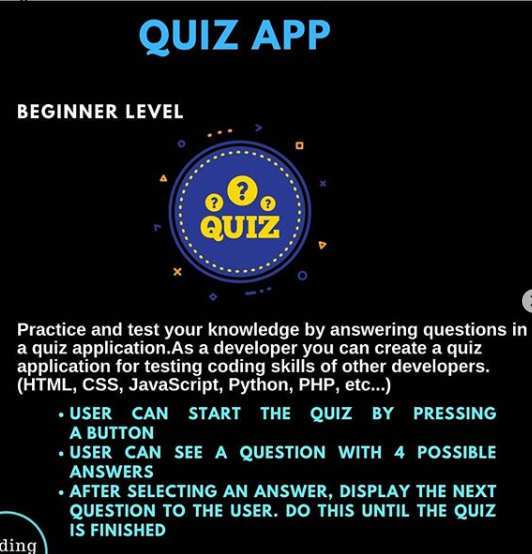 QUIZ APP
BEGINNER LEVEL
? ? ?
QUIZ
Practice and test your knowledge by answering questions in
a quiz application.As a developer you can create a quiz
application for testing coding skills of other developers.
(HTML, CSS, JavaScript, Python, PHP, etc...)
• USER CAN START THE QUIZ BY PRESSING
A BUTTON
• USER CAN SEE A QUESTION WITH 4 POSSIBLE
ANSWERS
• AFTER SELECTING AN ANSWER, DISPLAY THE NEXT
QUESTION TO THE USER. DO THIS UNTIL THE QUIZ
IS FINISHED
ding